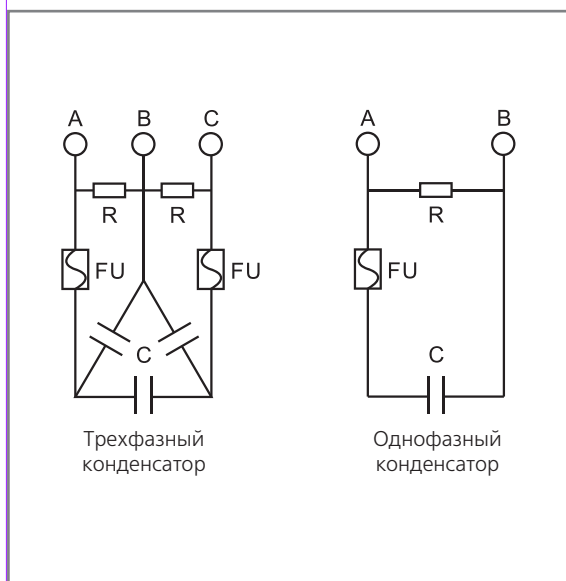 A B C
R R
FU FU
C
Трехфазный
конденсатор
A B
R
FU
C
Однофазный
конденсатор